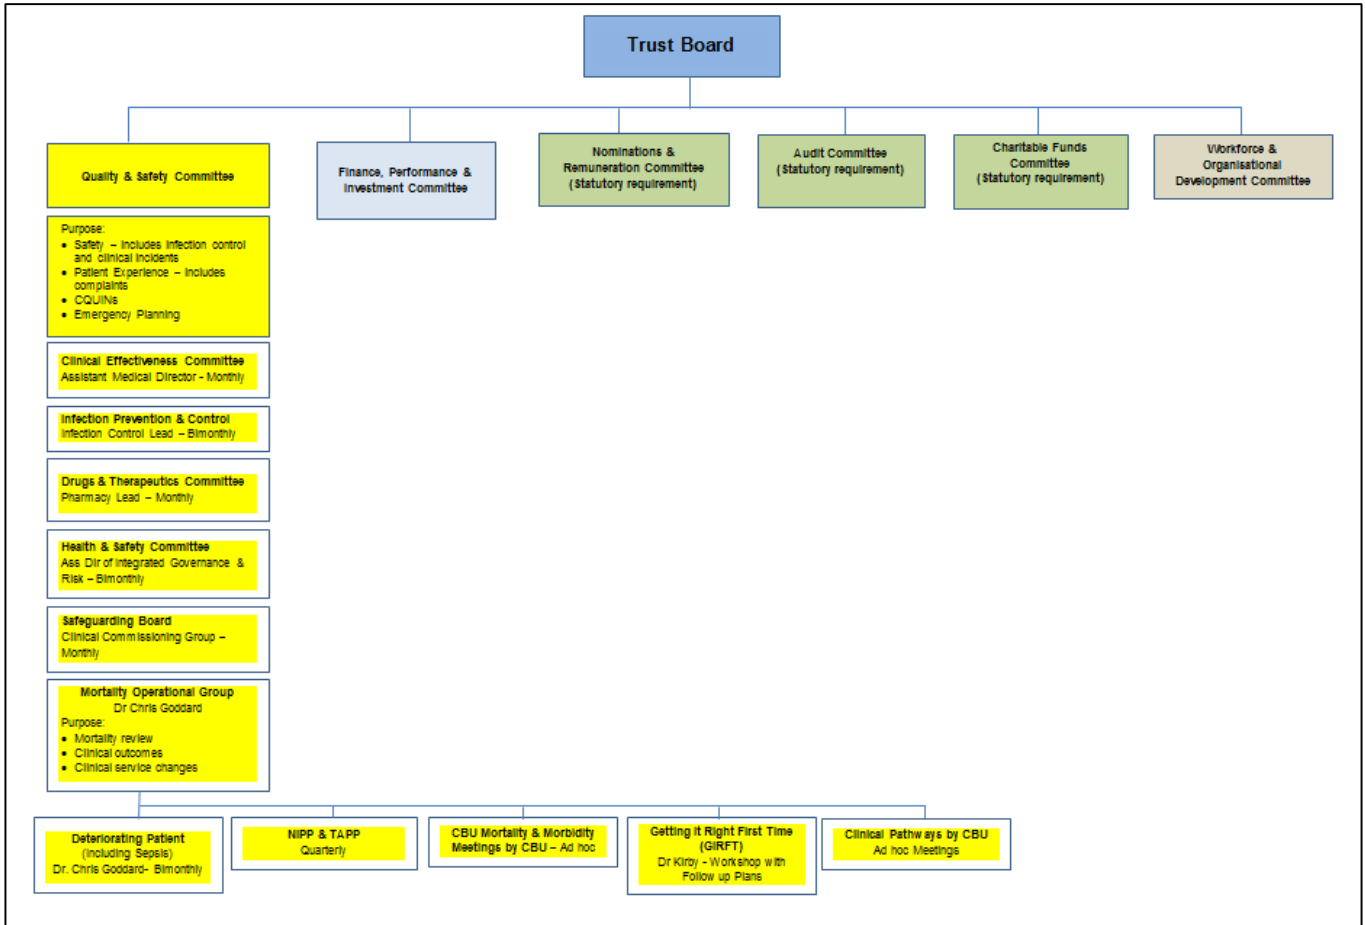 Trust Board
Quality & Safety Committee
Finance, Performance &
Investment Committee
Nominations &
Remuneration Committee
(Statutory requirement)
Audit Committee
(Statutory requirement)
Charitable Funds
Committee
(Statutory requirement)
Workforce &
Organisational
Development Committee
Purpose:
• Safety – Includes Infection control
and clinical incidents
• Patient Experience – Includes
complaints
• CQUINs
• Emergency Planning
Clinical Effectiveness Committee
Assistant Medical Director - Monthly
Infection Prevention & Control
Infection Control Lead – Bimonthly
Drugs & Therapeutics Committee
Pharmacy Lead – Monthly
Health & Safety Committee
Ass Dir of Integrated Governance &
Risk – Bimonthly
Safeguarding Board
Clinical Commissioning Group –
Monthly
Mortality Operational Group
Dr Chris Goddard
Purpose:
• Mortality review
• Clinical outcomes
• Clinical service changes
Deteriorating Patient
(Including Sepsis)
Dr. Chris Goddard- Bimonthly
NIPP & TAPP
Quarterly
CBU Mortality & Morbidity
Meetings by CBU – Ad hoc
Getting It Right First Time
(GIRFT)
Dr Kirby - Workshop with
Follow up Plans
Clinical Pathways by CBU
Ad hoc Meetings